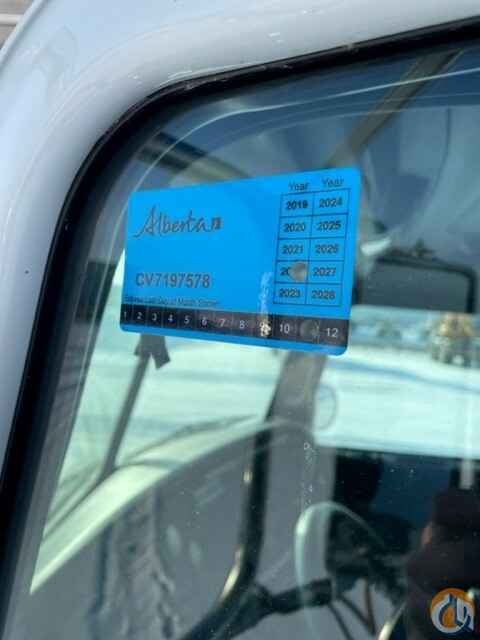 Year Year
Alberta
2019 2024
2020 2025
2021 2026
2027
CV7197578
2023 2028
Expires Last Day of Month Shown
1 2 3 4 5 6 7 8 9 10 12